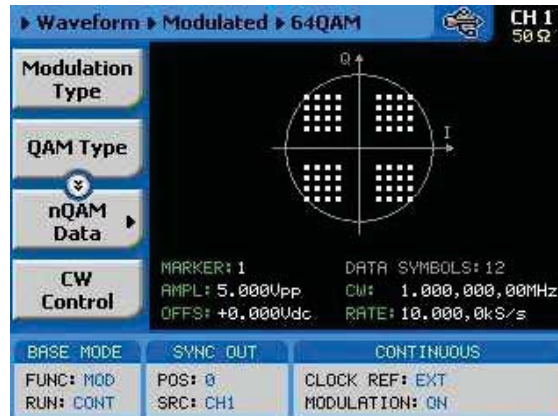 Waveform ▸ Modulated ▸ 64QAM
CH 1
50 Ω
Modulation
Type
QAM Type
nQAM
Data
CW
Control
Q
I
MARKER: 1
DATA SYMBOLS: 12
AMPL: 5.000Vpp
CW: 1.000,000,00MHz
OFFS: +0.000Vdc
RATE: 10.000,0kS/s
BASE MODE
SYNC OUT
CONTINUOUS
FUNC: MOD
POS: 0
CLOCK REF: EXT
RUN: CONT
SRC: CH1
MODULATION: ON